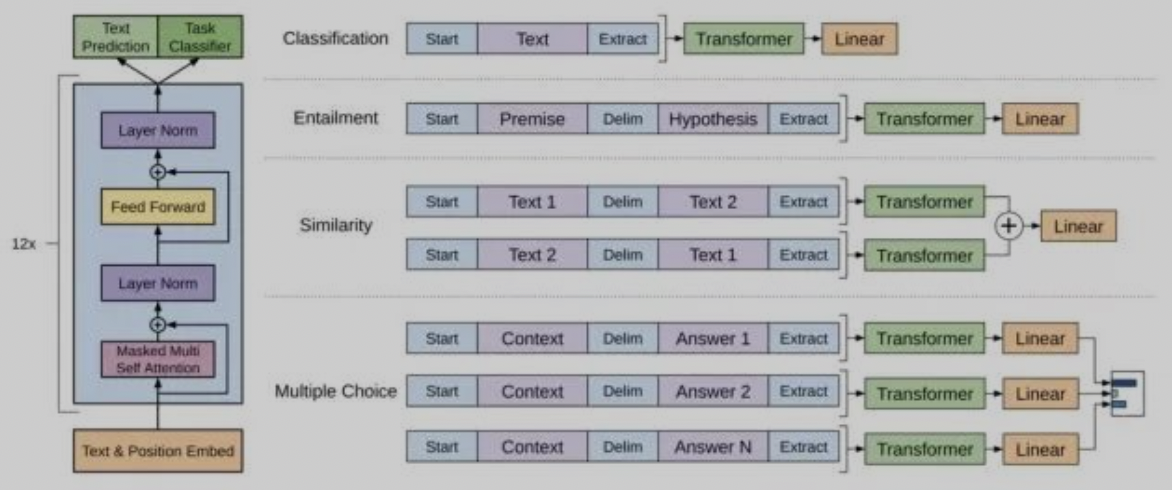 Text
Prediction
Task
Classifier
Layer Norm
Feed Forward
12x
Layer Norm
Masked Multi
Self Attention
Text & Position Embed
Classification
Start Text Extract Transformer Linear
Entailment
Start Premise Delim Hypothesis Extract Transformer Linear
Similarity
Start Text 1 Delim Text 2 Extract Transformer
Start Text 2 Delim Text 1 Extract Transformer
Linear
Multiple Choice
Start Context Delim Answer 1 Extract Transformer Linear
Start Context Delim Answer 2 Extract Transformer Linear
Start Context Delim Answer N Extract Transformer Linear